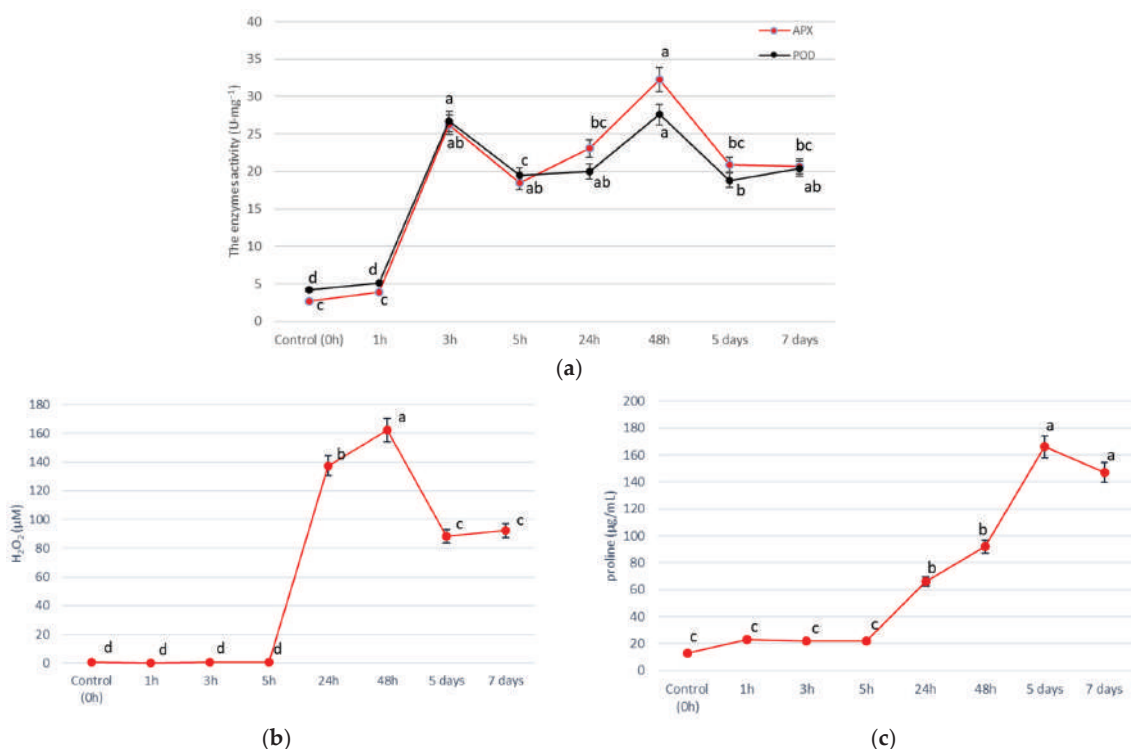 40
APX
POD
35
a
30
a
bc
bc
bc
25
ab
c
a
20
ab
ab
b
ab
15
10
d
d
5
c
c
0
The enzymes activity (U·mg⁻¹)
Control (0h) 1h 3h 5h 24h 48h 5 days 7 days
(a)
180
a
160
b
140
120
100
c
c
80
60
40
20
d
d
d
d
0
H₂O₂ (µM)
Control (0h) 1h 3h 5h 24h 48h 5 days 7 days
(b)
200
a
180
160
a
140
120
b
100
80
b
60
40
c
c
c
c
20
0
proline (µg/mL)
Control (0h) 1h 3h 5h 24h 48h 5 days 7 days
(c)